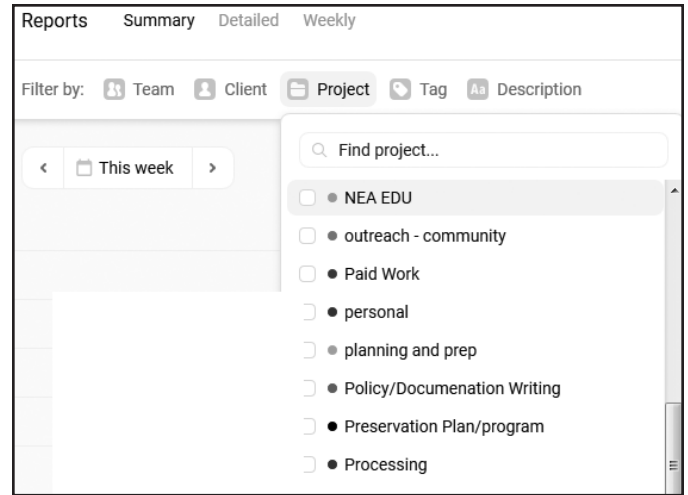 Reports Summary Detailed Weekly
Filter by: Team Client Project Tag Aa Description
Find project...
< This week >
NEA EDU
outreach - community
Paid Work
personal
planning and prep
Policy/Documenation Writing
Preservation Plan/program
Processing